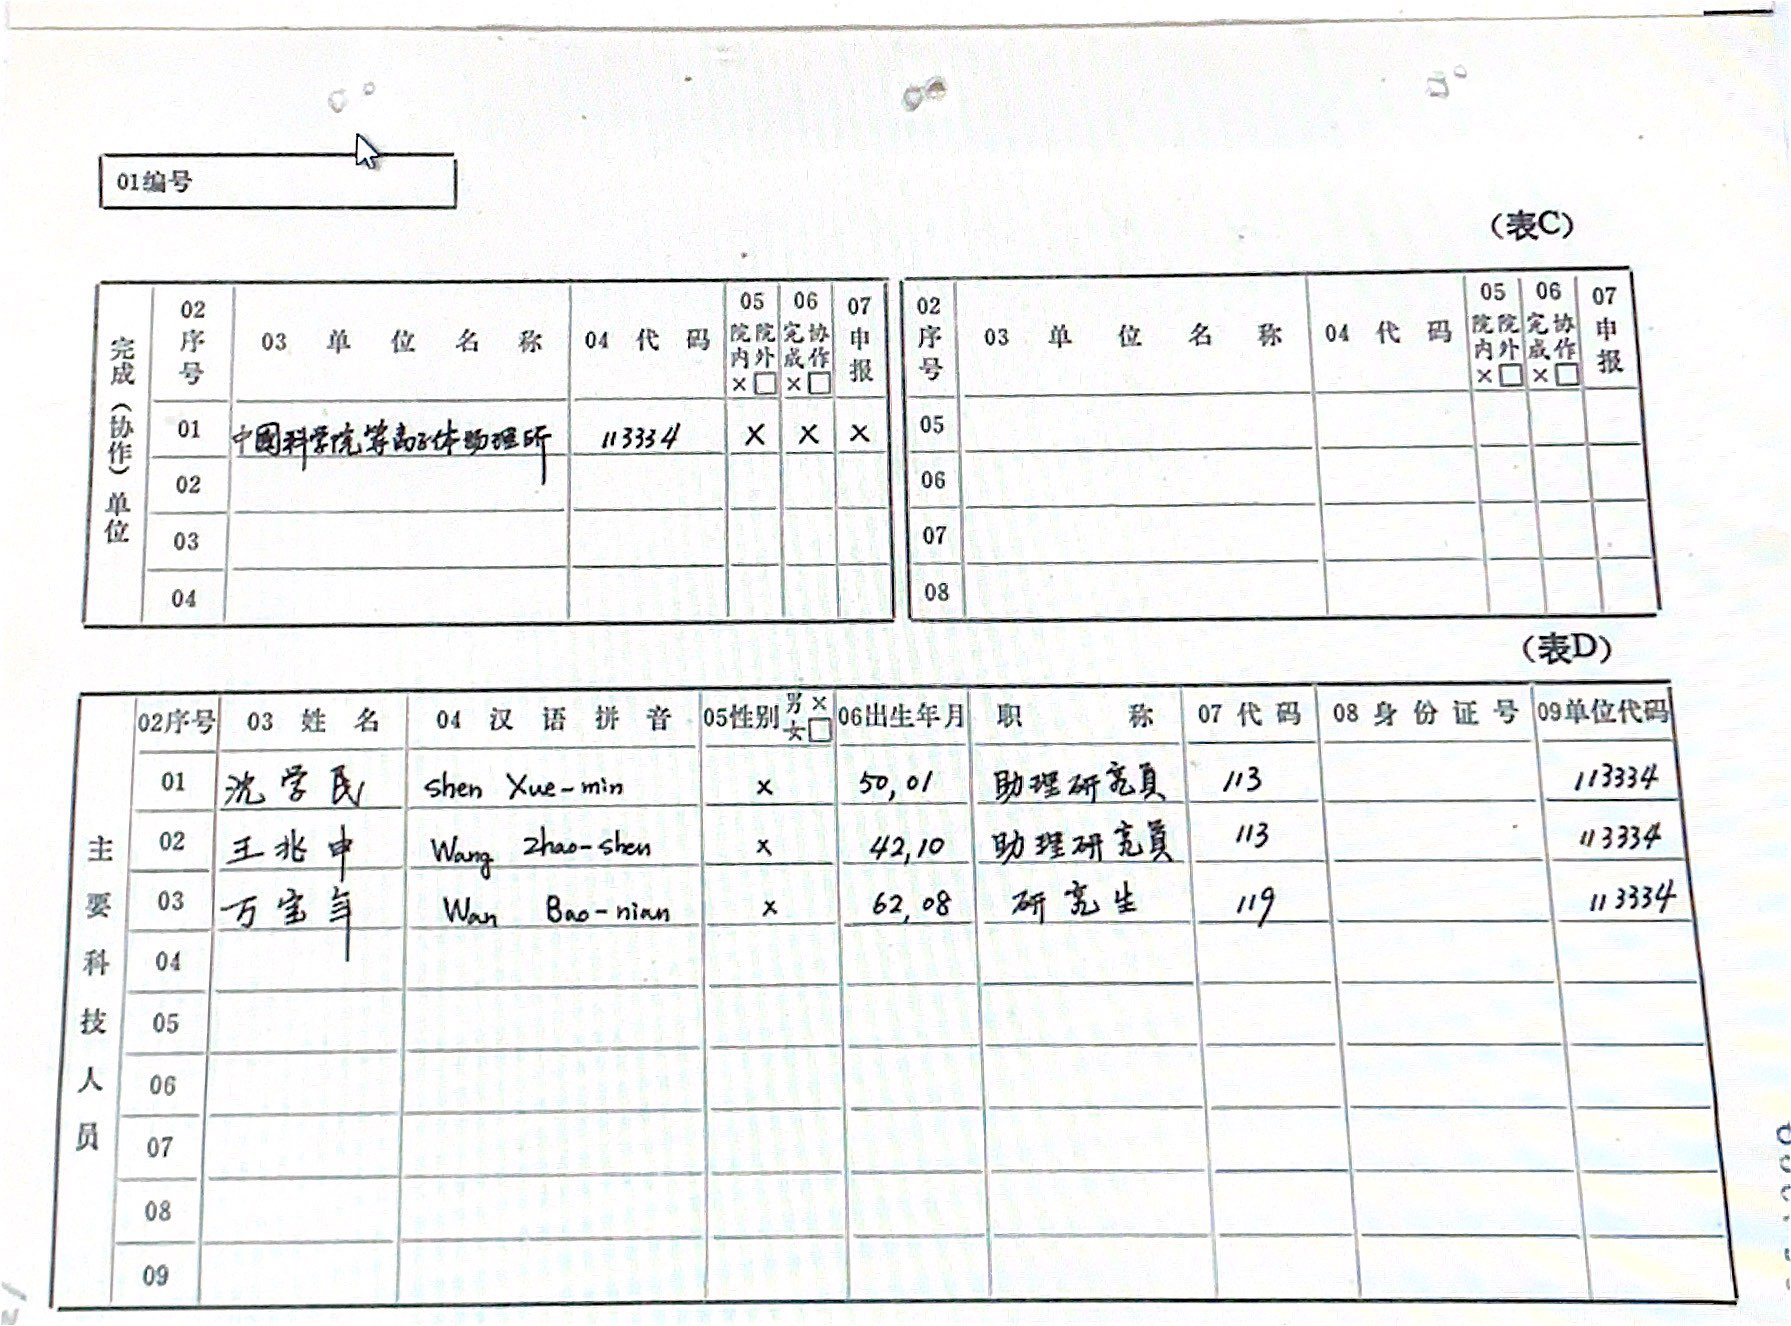 01编号
(表C)
完成(协作)单位
02序号 03 单位名称 04 代码 05 院内 院外 × □ 06 完成 协作 × □ 07 申报 02序号 03 单位名称 04 代码 05 院内 院外 × □ 06 完成 协作 × □ 07 申报
01 中國科学院等离子体物理所 113334 × × × 05
02 06
03 07
04 08
(表D)
主要科技人员
02序号 03 姓名 04 汉语拼音 05性别 男 × 女 □ 06出生年月 职称 07 代码 08 身份证号 09单位代码
01 沈学民 Shen Xue-min × 50,01 助理研究員 113 113334
02 王兆申 Wang Zhao-shen × 42,10 助理研究員 113 113334
03 万宝年 Wan Bao-nian × 62,08 研究生 119 113334
04
05
06
07
08
09